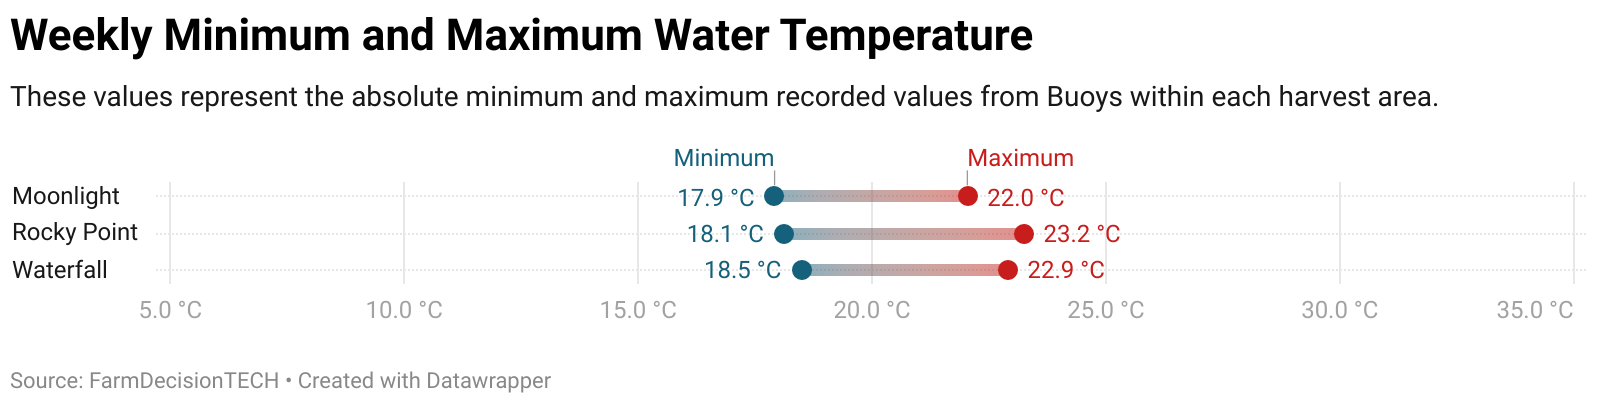 Weekly Minimum and Maximum Water Temperature
These values represent the absolute minimum and maximum recorded values from Buoys within each harvest area.
Minimum Maximum
Moonlight 17.9 °C 22.0 °C
Rocky Point 18.1 °C 23.2 °C
Waterfall 18.5 °C 22.9 °C
5.0 °C 10.0 °C 15.0 °C 20.0 °C 25.0 °C 30.0 °C 35.0 °C
Source: FarmDecisionTECH • Created with Datawrapper